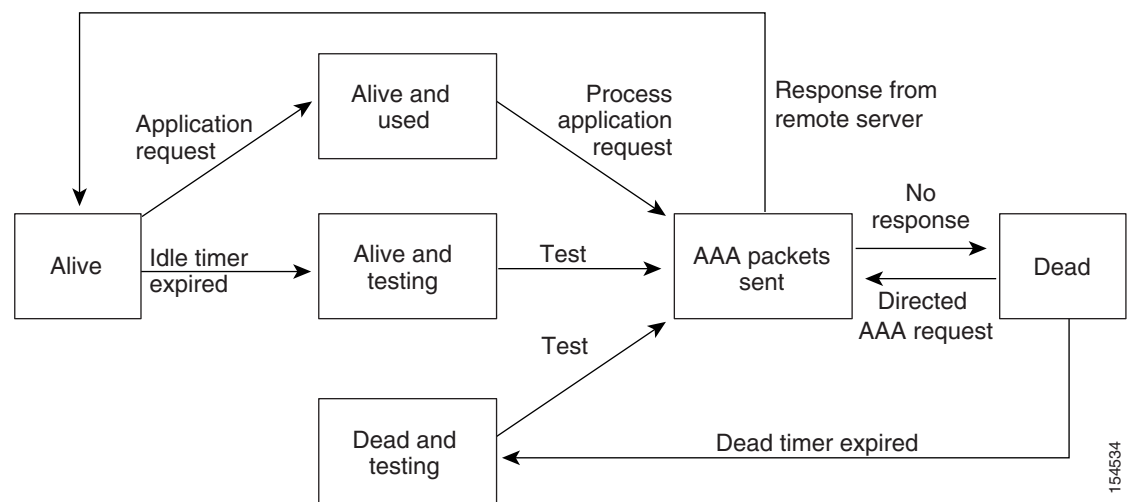 Alive and
used
Application
request
Process
application
request
Response from
remote server
Alive
Idle timer
expired
Alive and
testing
Test
AAA packets
sent
No
response
Dead
Directed
AAA request
Test
Dead and
testing
Dead timer expired
154534